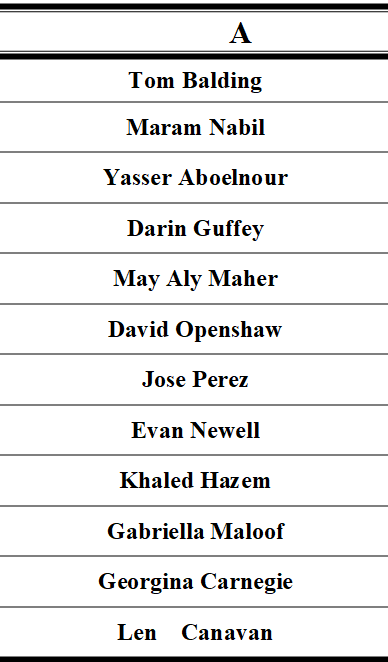 A
Tom Balding
Maram Nabil
Yasser Aboelnour
Darin Guffey
May Aly Maher
David Openshaw
Jose Perez
Evan Newell
Khaled Hazem
Gabriella Maloof
Georgina Carnegie
Len    Canavan